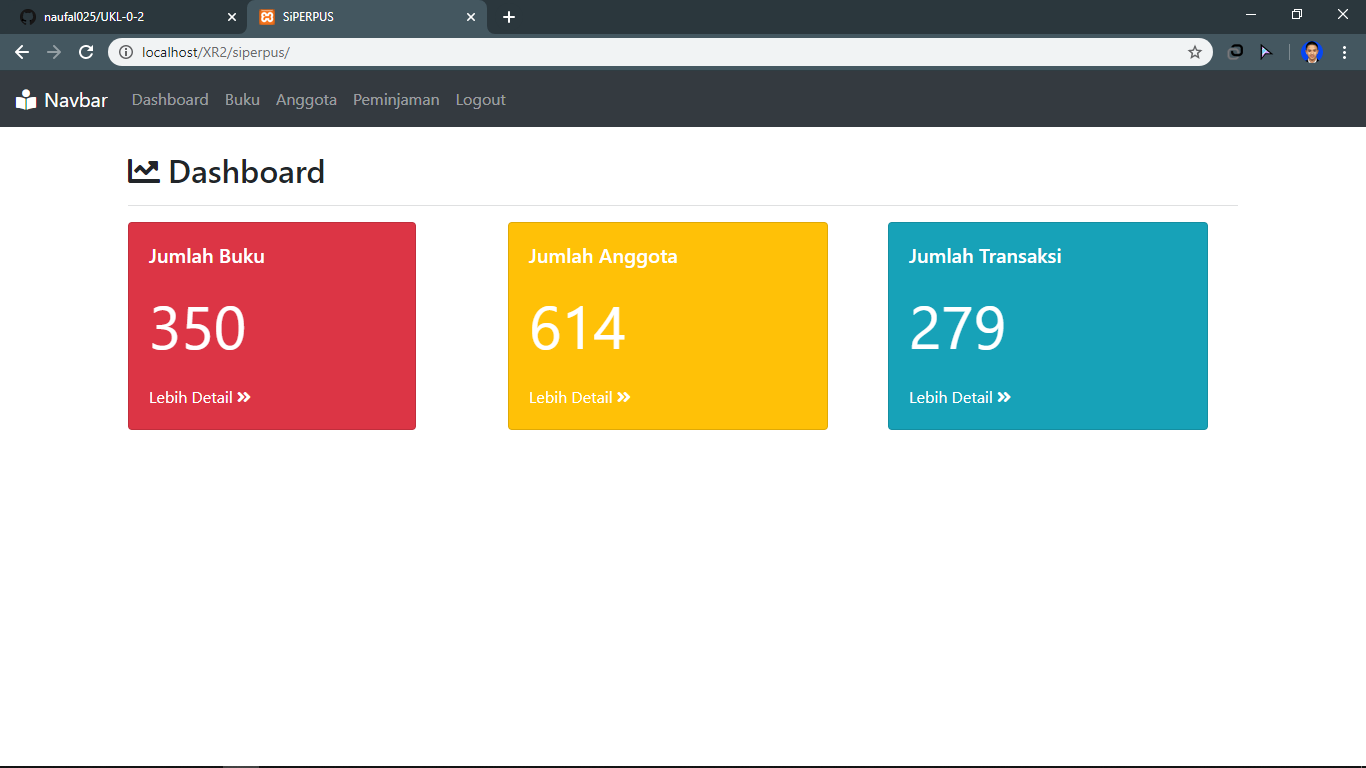 naufal025/UKL-0-2
SiPERPUS
localhost/XR2/siperpus/
Navbar Dashboard Buku Anggota Peminjaman Logout
Dashboard
Jumlah Buku
350
Lebih Detail
Jumlah Anggota
614
Lebih Detail
Jumlah Transaksi
279
Lebih Detail